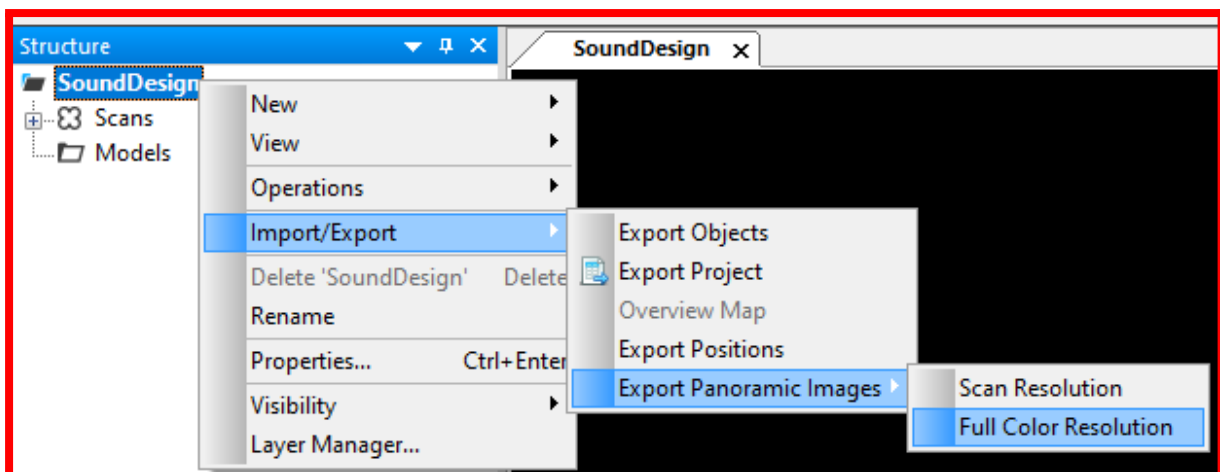 Structure
SoundDesign
SoundDesign
Scans
Models
New
View
Operations
Import/Export
Delete 'SoundDesign' Delete
Rename
Properties... Ctrl+Enter
Visibility
Layer Manager...
Export Objects
Export Project
Overview Map
Export Positions
Export Panoramic Images
Scan Resolution
Full Color Resolution